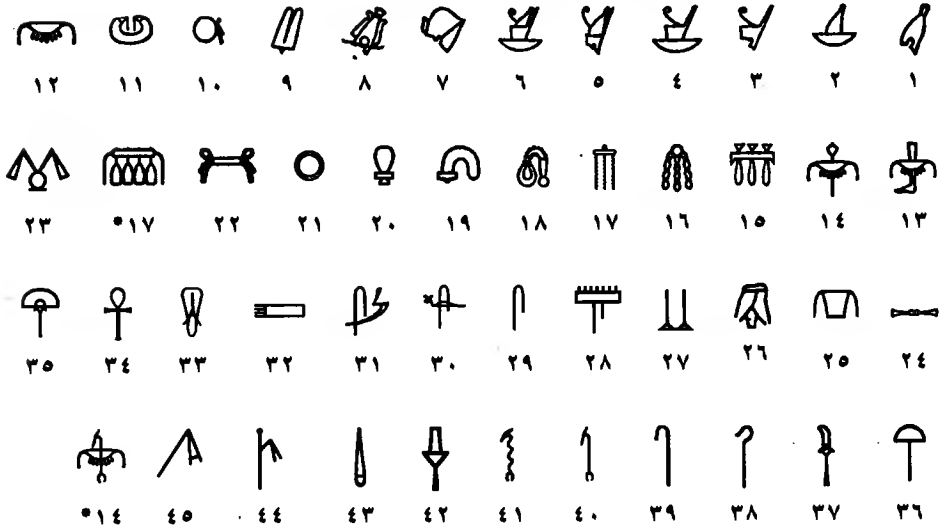 ١ ٢ ٣ ٤ ٥ ٦ ٧ ٨ ٩ ١٠ ١١ ١٢
١٣ ١٤ ١٥ ١٦ ١٧ ١٨ ١٩ ٢٠ ٢١ ٢٢ ١٧* ٢٣
٢٤ ٢٥ ٢٦ ٢٧ ٢٨ ٢٩ ٣٠ ٣١ ٣٢ ٣٣ ٣٤ ٣٥
٣٦ ٣٧ ٣٨ ٣٩ ٤٠ ٤١ ٤٢ ٤٣ ٤٤ ٤٥ ١٤*